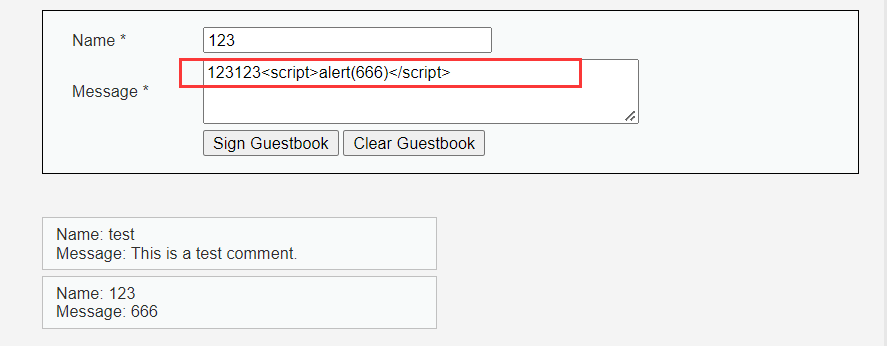 Name * 123
123123<script>alert(666)</script>
Message *
Sign Guestbook Clear Guestbook
Name: test
Message: This is a test comment.
Name: 123
Message: 666